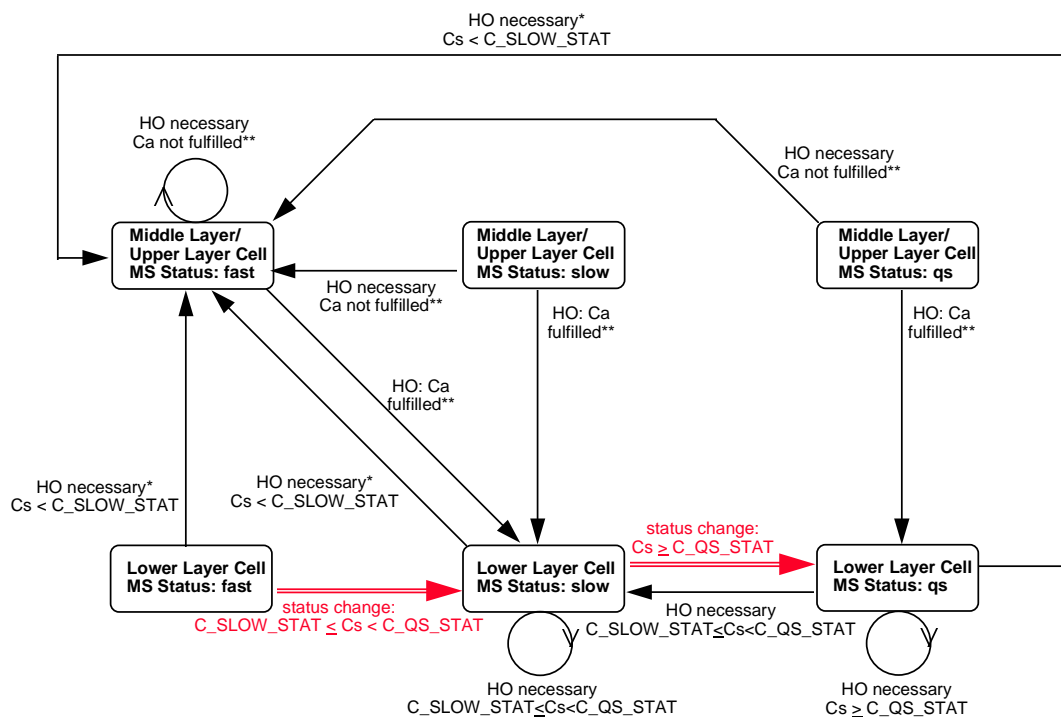 HO necessary*
Cs < C_SLOW_STAT
HO necessary
Ca not fulfilled**
HO necessary
Ca not fulfilled**
Middle Layer/
Upper Layer Cell
MS Status: fast
Middle Layer/
Upper Layer Cell
MS Status: slow
Middle Layer/
Upper Layer Cell
MS Status: qs
HO necessary
Ca not fulfilled**
HO: Ca
fulfilled**
HO: Ca
fulfilled**
HO: Ca
fulfilled**
HO necessary*
Cs < C_SLOW_STAT
HO necessary*
Cs < C_SLOW_STAT
status change:
Cs ≥ C_QS_STAT
Lower Layer Cell
MS Status: fast
Lower Layer Cell
MS Status: slow
Lower Layer Cell
MS Status: qs
status change:
C_SLOW_STAT ≤ Cs < C_QS_STAT
HO necessary
C_SLOW_STAT≤Cs<C_QS_STAT
HO necessary
C_SLOW_STAT≤Cs<C_QS_STAT
HO necessary
Cs ≥ C_QS_STAT